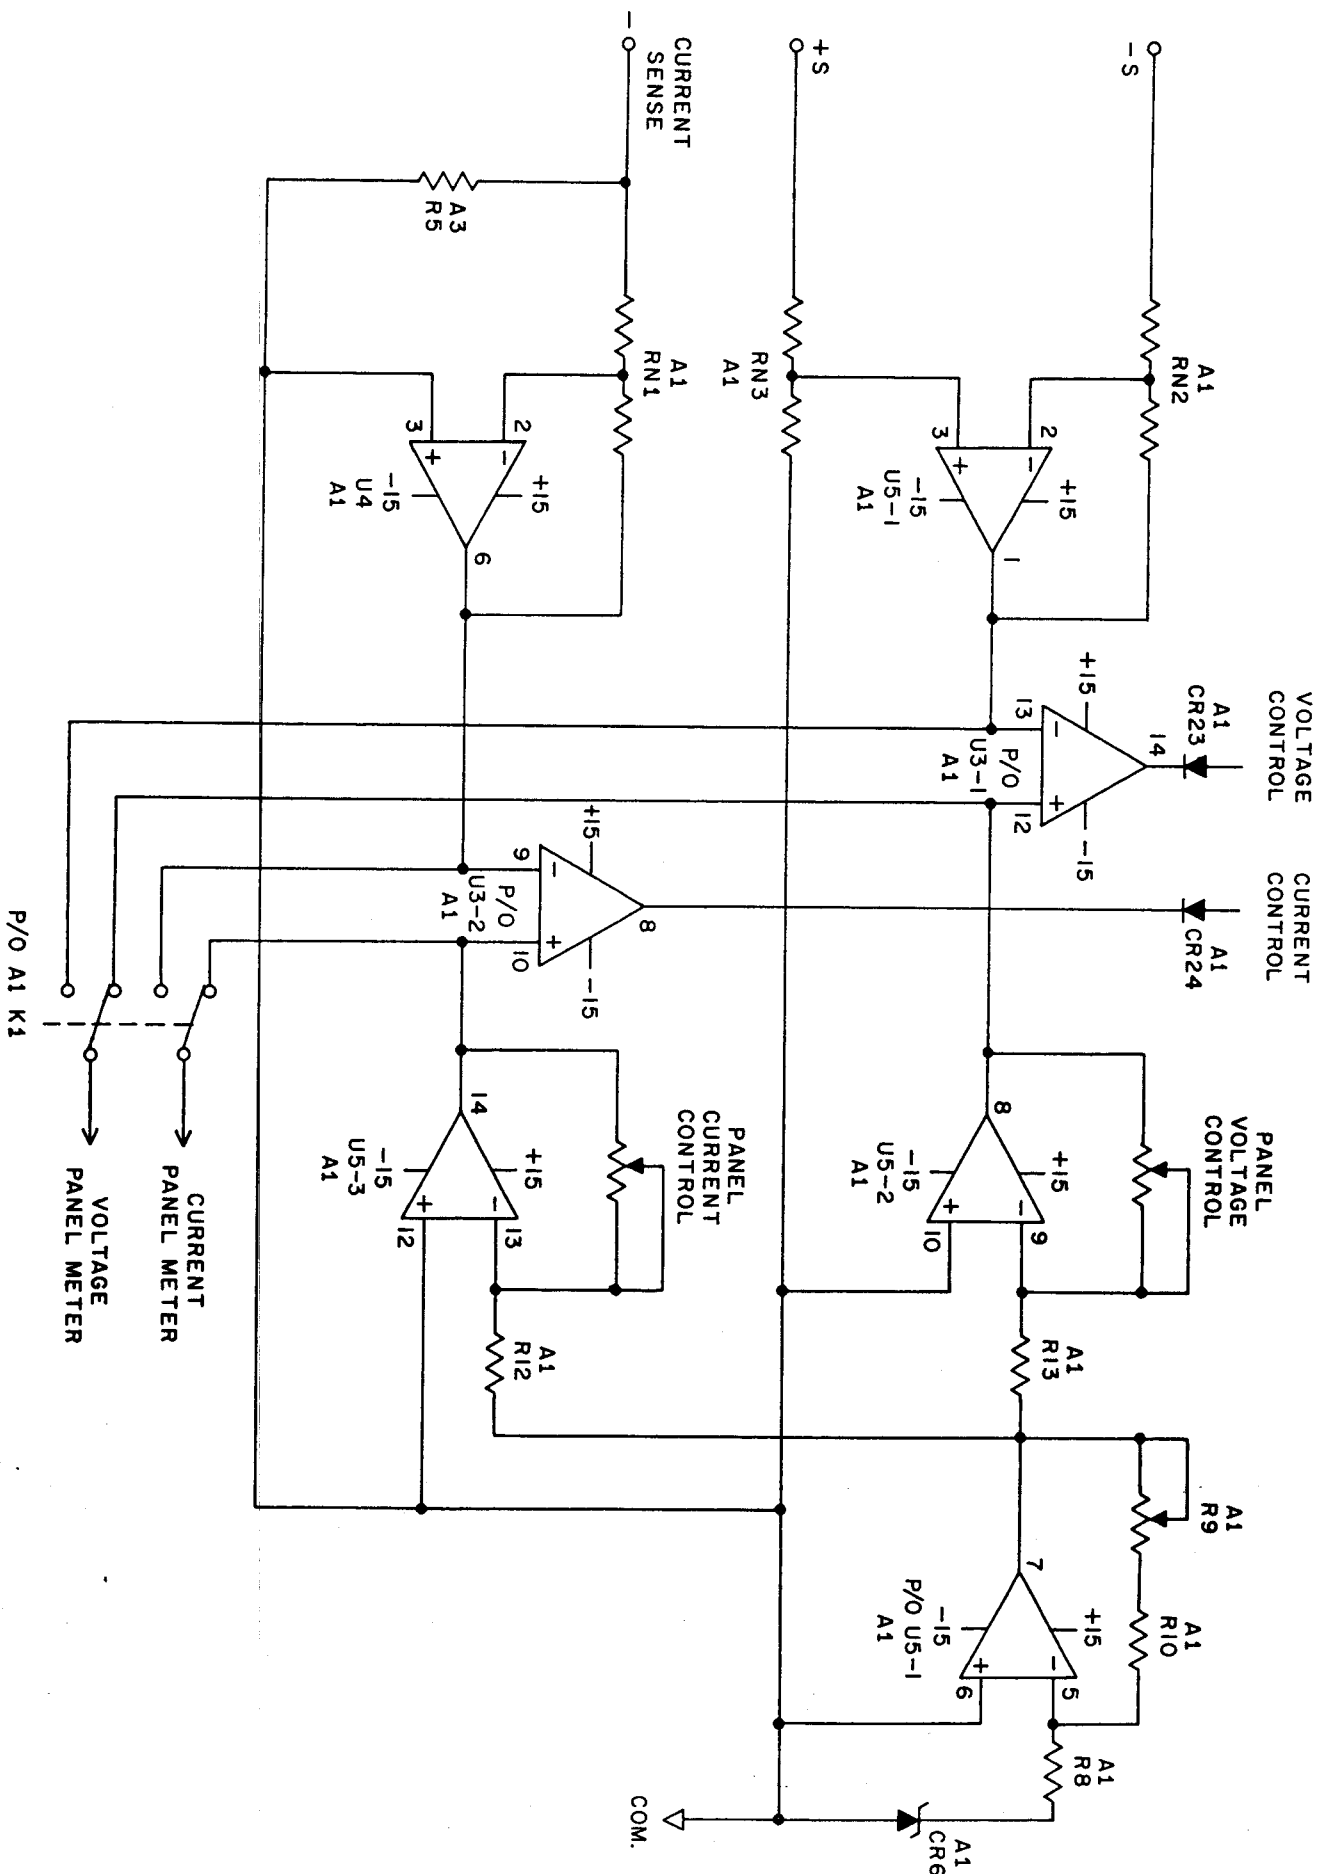 - S
+S
-
CURRENT
SENSE
A1
RN2
RN3
A1
A1
RN1
A3
R5
2
3
-
+
+15
-15
U5-1
A1
1
2
3
-
+
+15
-15
U4
A1
6
VOLTAGE
CONTROL
A1
CR23
14
+15
-15
13
12
-
+
P/O
U3-1
A1
CURRENT
CONTROL
A1
CR24
8
+15
-15
9
10
-
+
P/O
U3-2
A1
P/O A1 K1
CURRENT
PANEL METER
VOLTAGE
PANEL METER
PANEL
VOLTAGE
CONTROL
8
+15
-15
U5-2
A1
-
+
9
10
PANEL
CURRENT
CONTROL
14
+15
-15
U5-3
A1
-
+
13
12
A1
R13
A1
R12
A1
R9
A1
R10
7
+15
-15
P/O U5-1
A1
-
+
5
6
A1
R8
A1
CR6
COM.